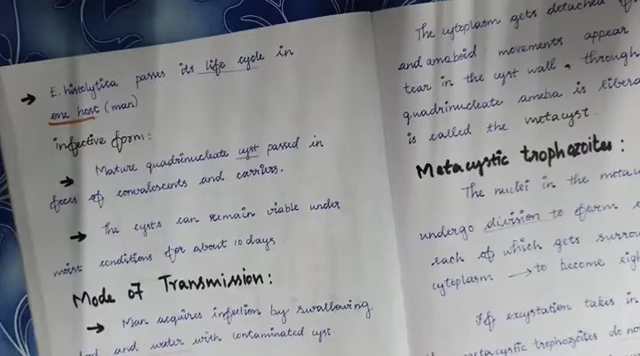 → E. histolytica passes its life cycle in
one host (man)
infective form:
→ Mature quadrinucleate cyst passed in
feces of convalescents and carriers.
→ The cysts can remain viable under
moist conditions for about 10 days
Mode of Transmission:
→ Man acquires infection by swallowing
and water with contaminated cyst
The cytoplasm gets detached
and amaboid movements appear
tear in the cyst wall, through
quadrinucleate ameba is
is called the metacyst.
Metacystic trophozoites:
The nuclei in the
undergo division to form
each of which gets
cytoplasm → to become
If excystation takes in
metacystic trophozoites do